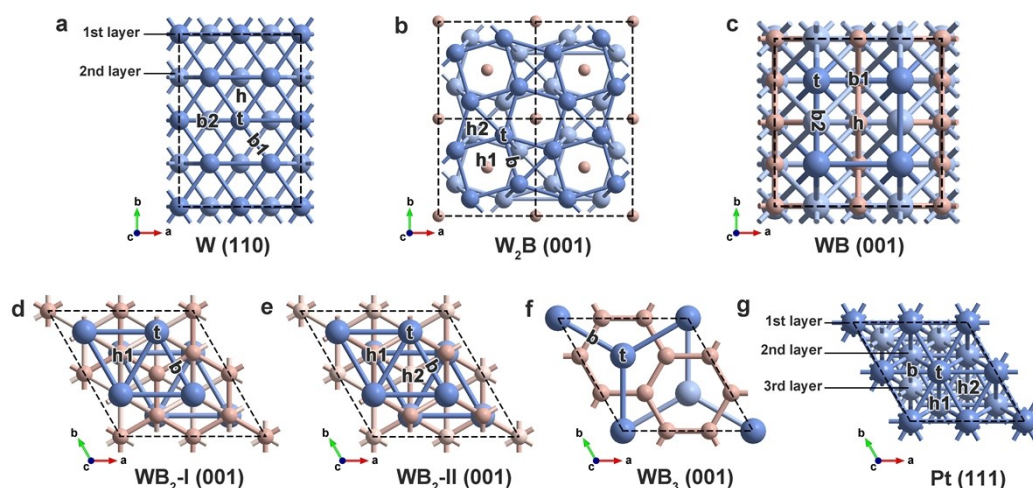 a
1st layer
2nd layer
h
b2
t
b1
b
a
c
W (110)
b
h2
t
h1
b
b
a
c
W₂B (001)
c
t
b1
b2
h
b
a
c
WB (001)
d
t
h1
b
b
a
c
WB₂-I (001)
e
t
h1
b
h2
b
a
c
WB₂-II (001)
f
b
t
b
a
c
WB₃ (001)
g
1st layer
2nd layer
3rd layer
b
t
h2
h1
b
a
c
Pt (111)